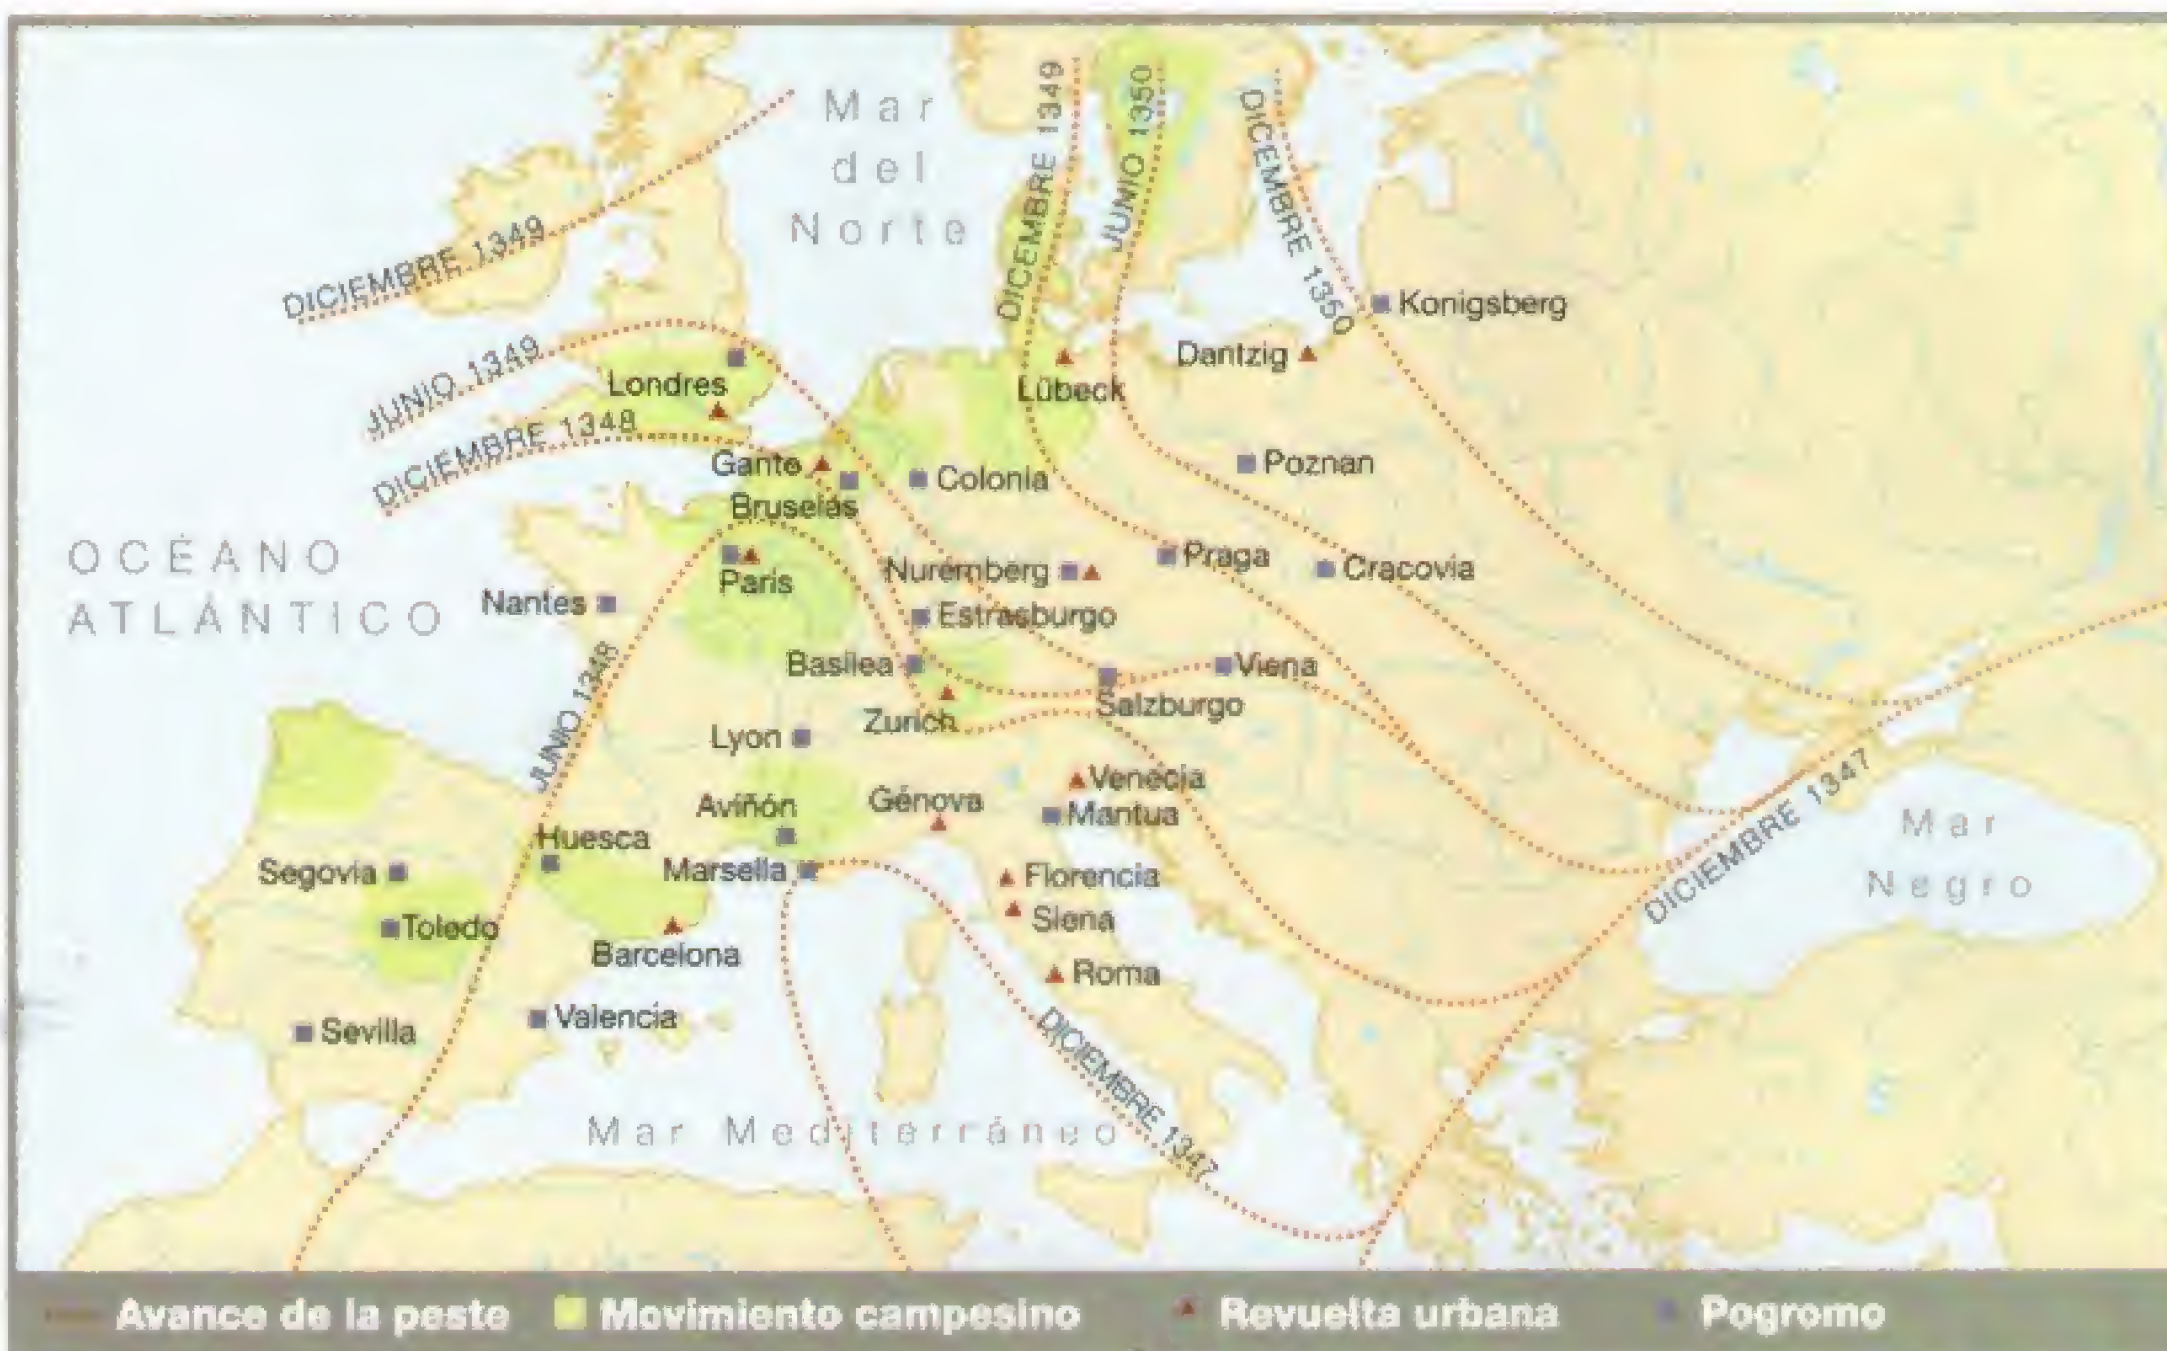 Mar
del
Norte
DICIEMBRE 1349
JUNIO 1350
DICIEMBRE 1350
DICIEMBRE 1349
JUNIO 1349
DICIEMBRE 1348
Konigsberg
Dantzig
Londres
Lübeck
Gante
Bruselas
Colonia
Poznan
OCÉANO
ATLÁNTICO
Paris
Nantes
Nuremberg
Praga
Cracovia
Estrasburgo
JUNIO 1348
Basilea
Viena
Zurich
Salzburgo
Lyon
Venecia
Aviñón
Génova
Mantua
Huesca
Segovia
Marsella
Florencia
Siena
Toledo
Barcelona
Roma
Sevilla
Valencia
DICIEMBRE 1347
Mar
Negro
DICIEMBRE 1347
Mar Mediterráneo
Avance de la peste
Movimiento campesino
Revuelta urbana
Pogromo